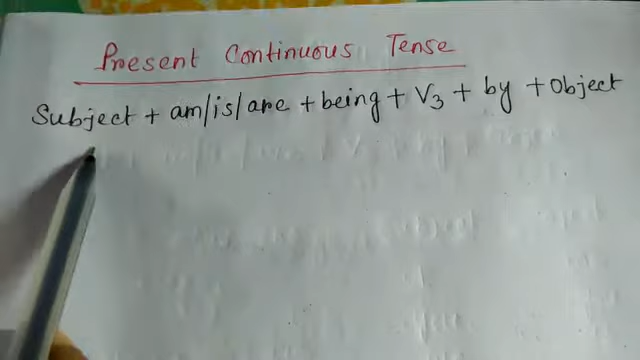 Present Continuous Tense
Subject + am/is/are + being + V3 + by + Object